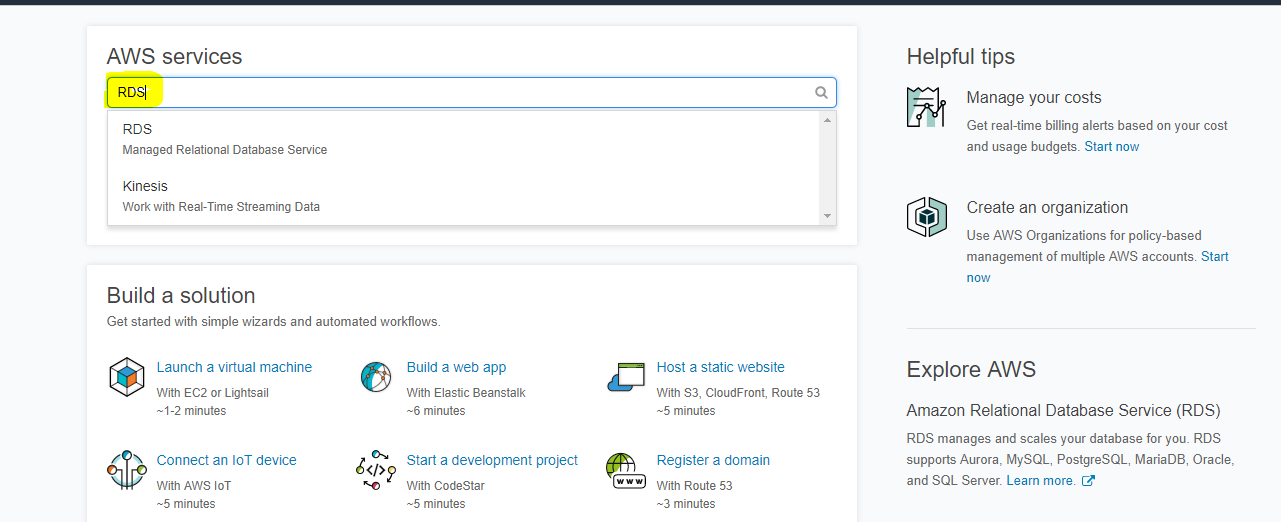 AWS services
RDS
RDS
Managed Relational Database Service
Kinesis
Work with Real-Time Streaming Data
Build a solution
Get started with simple wizards and automated workflows.
Launch a virtual machine
With EC2 or Lightsail
~1-2 minutes
Build a web app
With Elastic Beanstalk
~6 minutes
Host a static website
With S3, CloudFront, Route 53
~5 minutes
Connect an IoT device
With AWS IoT
~5 minutes
Start a development project
With CodeStar
~5 minutes
Register a domain
With Route 53
~3 minutes
WWW
Helpful tips
Manage your costs
Get real-time billing alerts based on your cost
and usage budgets. Start now
Create an organization
Use AWS Organizations for policy-based
management of multiple AWS accounts. Start
now
Explore AWS
Amazon Relational Database Service (RDS)
RDS manages and scales your database for you. RDS
supports Aurora, MySQL, PostgreSQL, MariaDB, Oracle,
and SQL Server. Learn more.